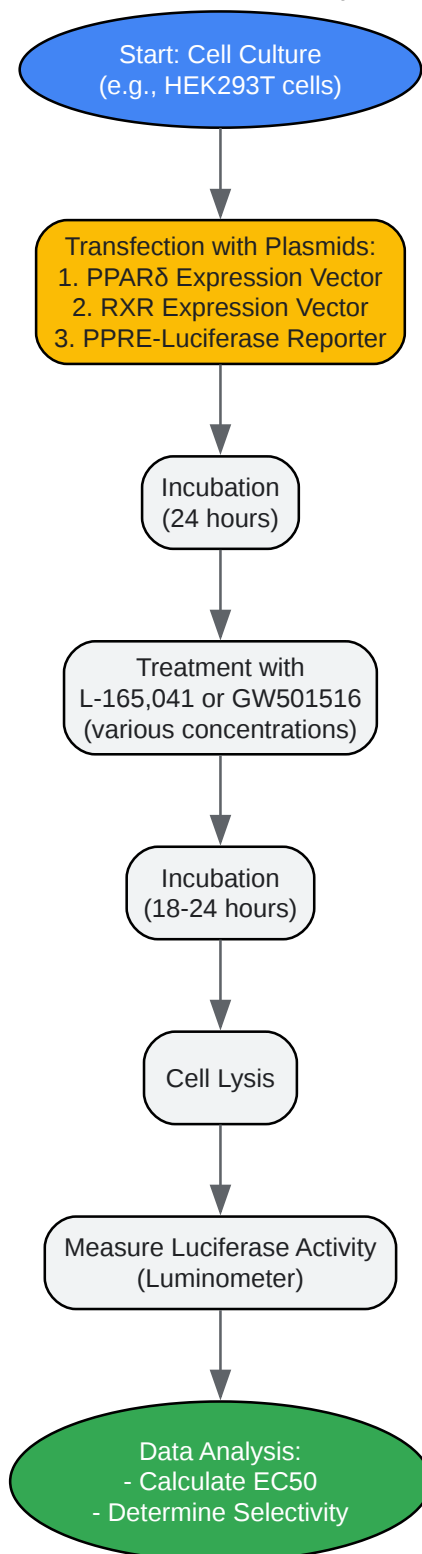 Start: Cell Culture
(e.g., HEK293T cells)
Transfection with Plasmids:
1. PPARδ Expression Vector
2. RXR Expression Vector
3. PPRE-Luciferase Reporter
Incubation
(24 hours)
Treatment with
L-165,041 or GW501516
(various concentrations)
Incubation
(18-24 hours)
Cell Lysis
Measure Luciferase Activity
(Luminometer)
Data Analysis:
- Calculate EC50
- Determine Selectivity